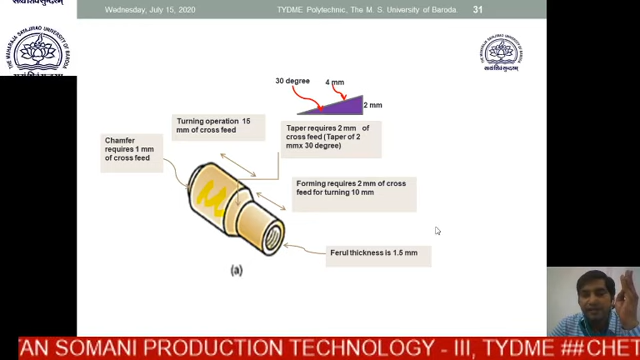 Wednesday, July 15, 2020
TYDME Polytechnic, The M. S. University of Baroda
31
30 degree
4 mm
2 mm
Turning operation 15
mm of cross feed
Taper requires 2 mm of
cross feed (Taper of 2
mmx 30 degree)
Chamfer
requires 1 mm
of cross feed
Forming requires 2 mm of cross
feed for turning 10 mm
Ferul thickness is 1.5 mm
(a)
AN SOMANI PRODUCTION TECHNOLOGY - III, TYDME ##CHET